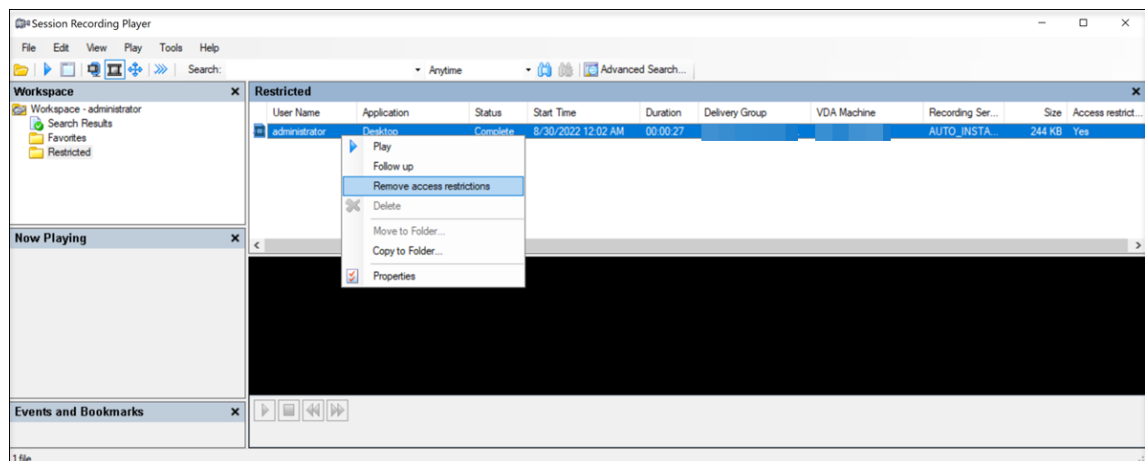 Session Recording Player
File Edit View Play Tools Help
Search: Anytime Advanced Search...
Workspace
Workspace - administrator
Search Results
Favorites
Restricted
Restricted
User Name Application Status Start Time Duration Delivery Group VDA Machine Recording Ser... Size Access restrict...
administrator Desktop Complete 8/30/2022 12:02 AM 00:00:27 AUTO_INSTA... 244 KB Yes
Play
Follow up
Remove access restrictions
Delete
Move to Folder...
Copy to Folder...
Properties
Now Playing
Events and Bookmarks
1 file